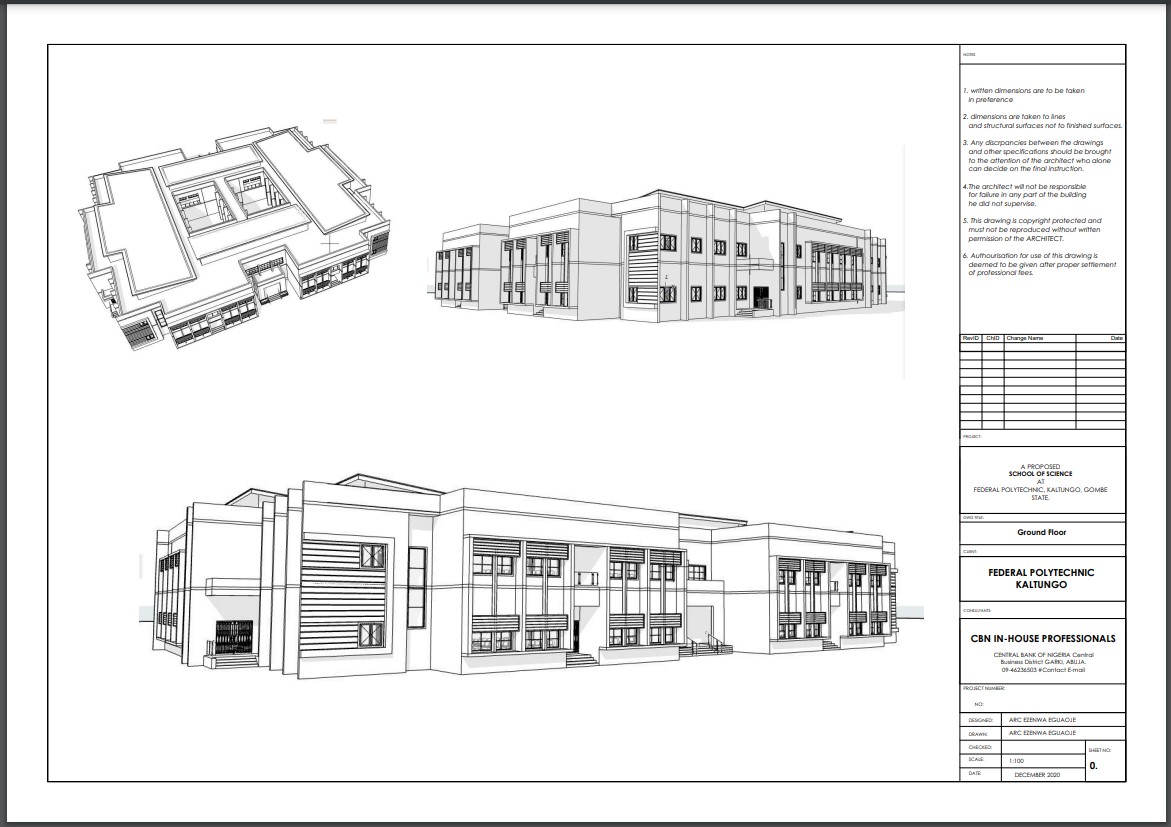 NOTES
1. written dimensions are to be taken
in preference
2. dimensions are taken to lines
and structural surfaces not to finished surfaces.
3. Any discrpancies between the drawings
and other specifications should be brought
to the attention of the architect who alone
can decide on the final instruction.
4.The architect will not be responsible
for failure in any part of the building
he did not supervise.
5. This drawing is copyright protected and
must not be reproduced without written
permission of the ARCHITECT.
6. Authourisation for use of this drawing is
deemed to be given after proper settlement
of professional fees.
RevID ChID Change Name Date
PROJECT:
A PROPOSED
SCHOOL OF SCIENCE
AT
FEDERAL POLYTECHNIC, KALTUNGO, GOMBE
STATE.
DWG TITLE:
Ground Floor
CLIENT:
FEDERAL POLYTECHNIC
KALTUNGO
CONSULTANTS:
CBN IN-HOUSE PROFESSIONALS
CENTRAL BANK OF NIGERIA Central
Business District GARKI, ABUJA.
09-46236503 #Contact E-mail
PROJECT NUMBER:
NO:
DESIGNED: ARC EZENWA EGUAOJE
DRAWN: ARC EZENWA EGUAOJE
CHECKED:
SCALE: 1:100
DATE: DECEMBER 2020
SHEET NO:
0.